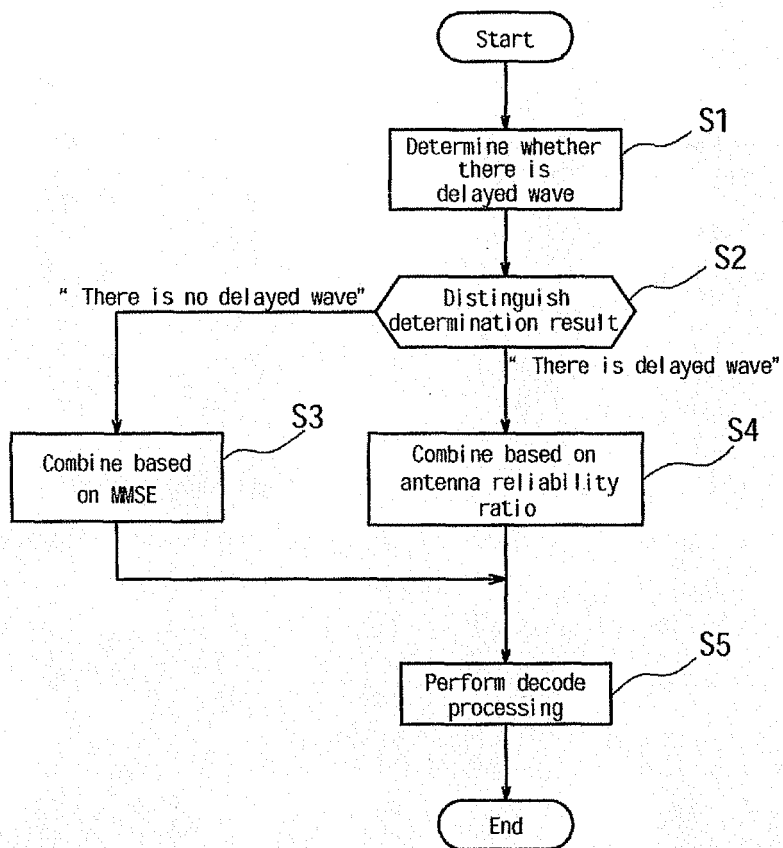 Start
S1
Determine whether
there is
delayed wave
S2
" There is no delayed wave"
Distinguish
determination result
" There is delayed wave"
S3
S4
Combine based
on MMSE
Combine based on
antenna reliability
ratio
S5
Perform decode
processing
End